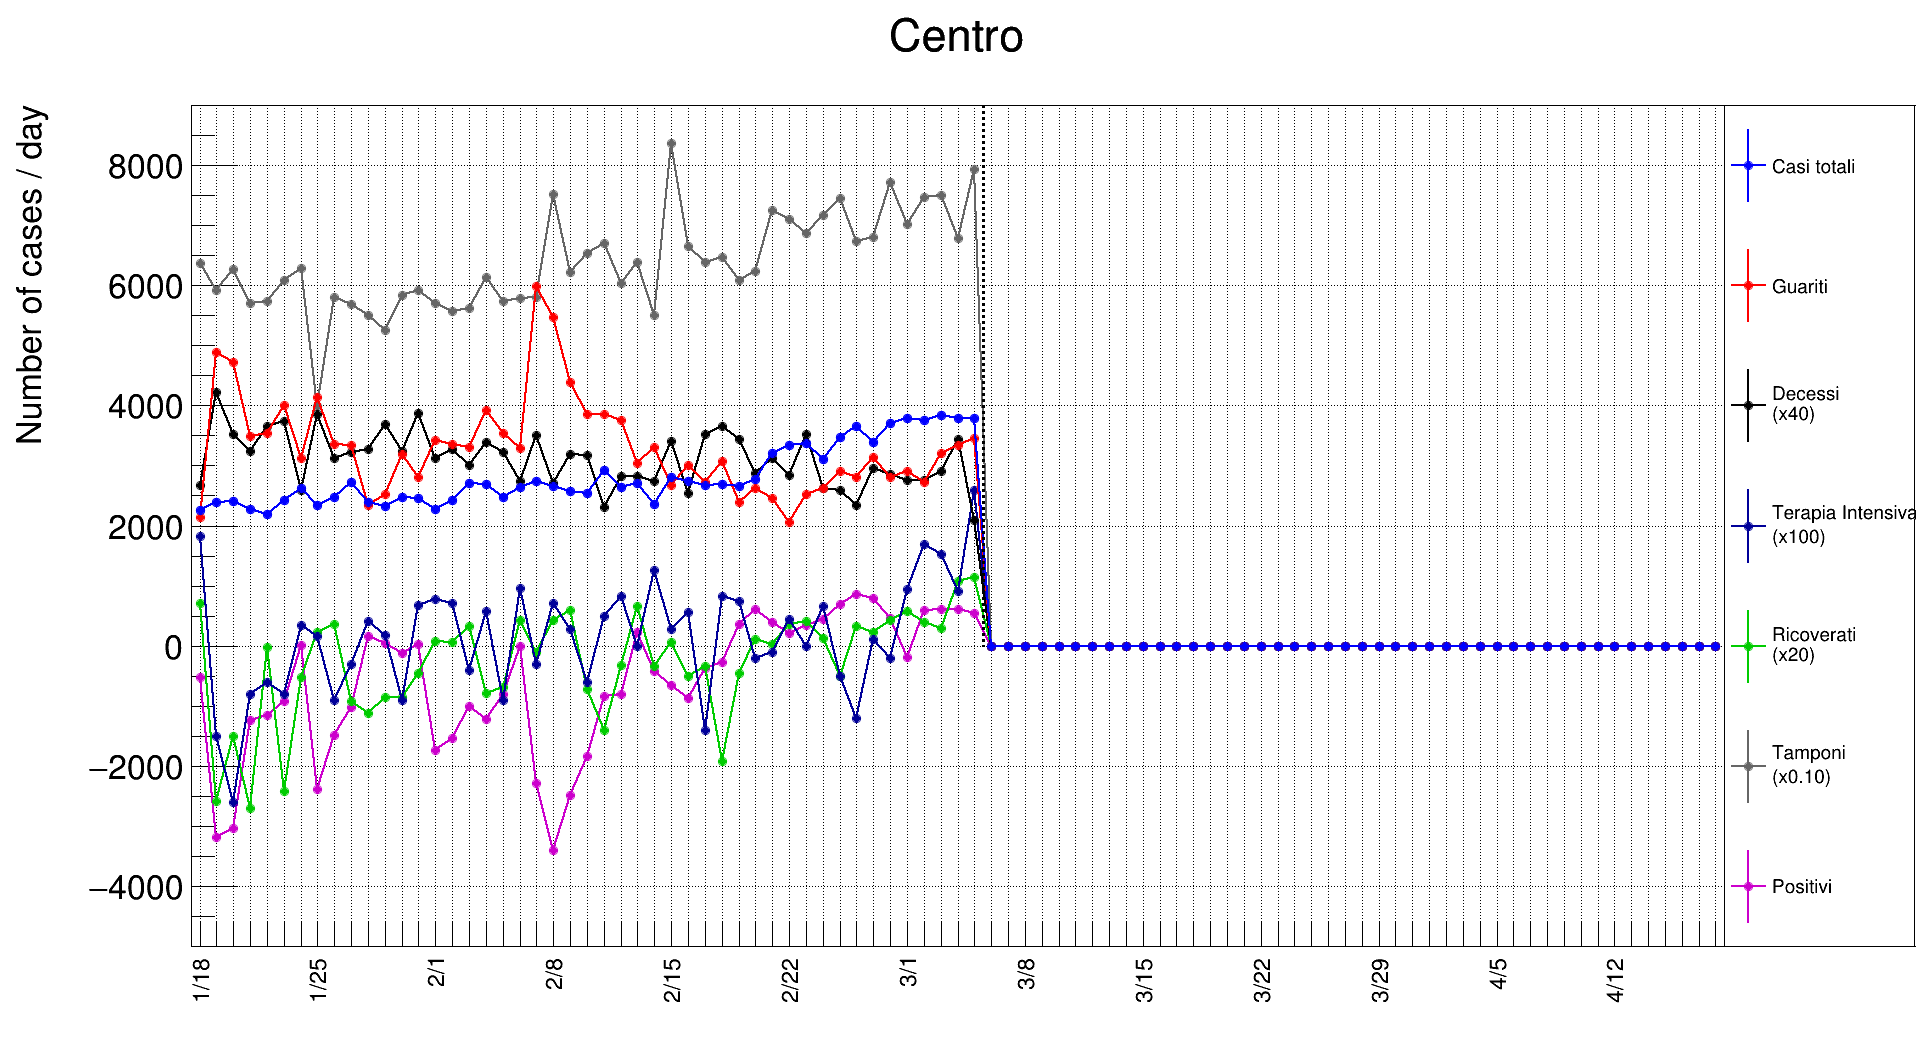 Centro
Number of cases / day
8000
6000
4000
2000
0
−2000
−4000
1/18
1/25
2/1
2/8
2/15
2/22
3/1
3/8
3/15
3/22
3/29
4/5
4/12
Casi totali
Guariti
Decessi
(x40)
Terapia Intensiva
(x100)
Ricoverati
(x20)
Tamponi
(x0.10)
Positivi